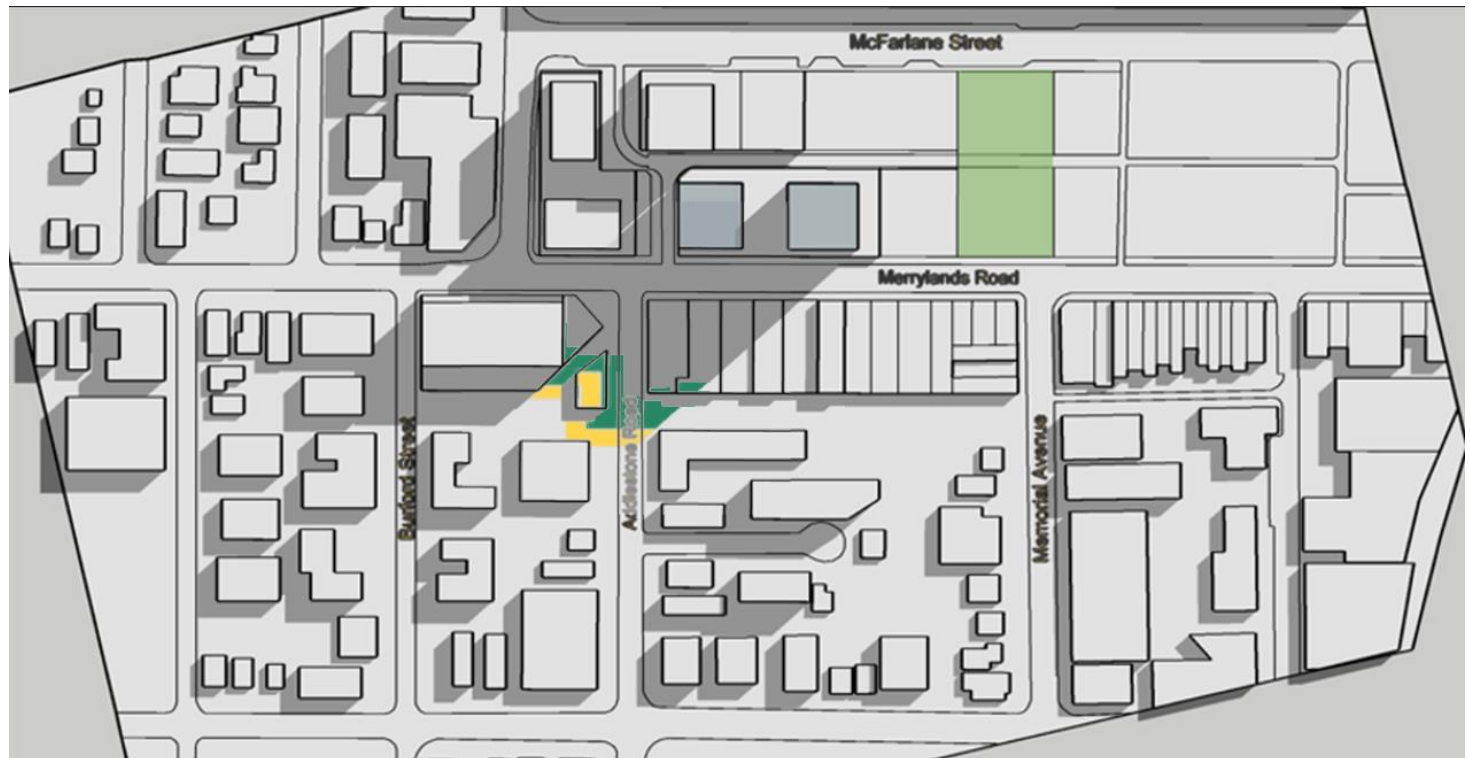 McFarlane Street
Merrylands Road
Burford Street
Addlestone Road
Memorial Avenue